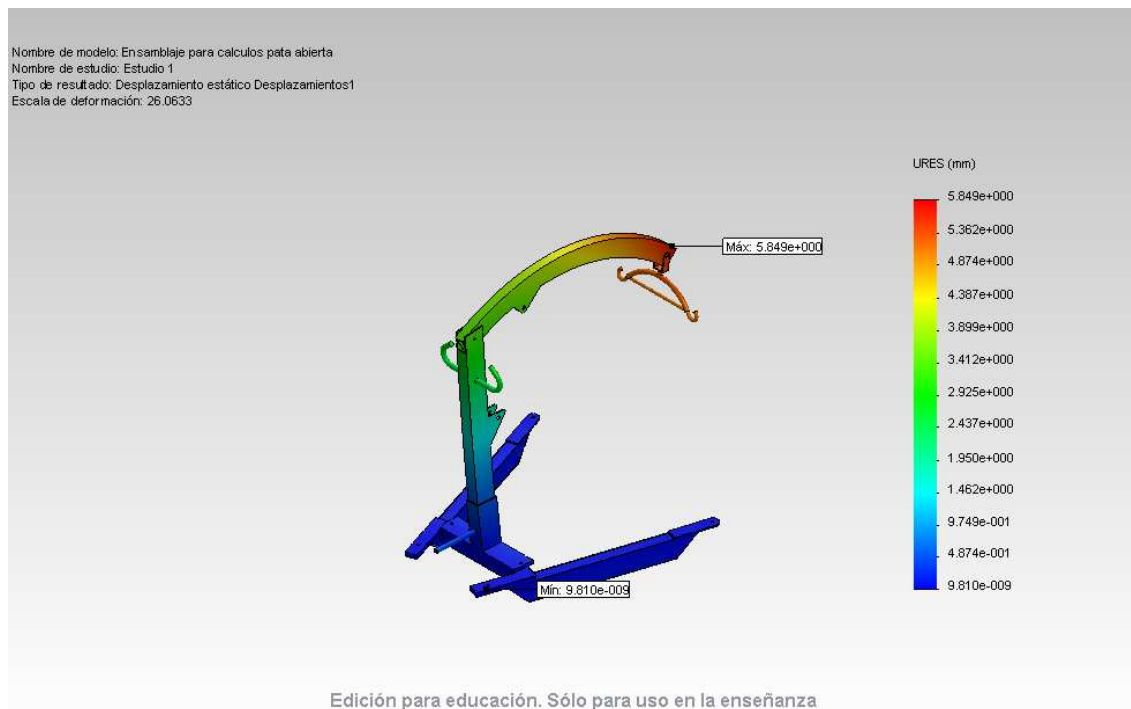 Nombre de modelo: Ensamblaje para calculos pata abierta
Nombre de estudio: Estudio 1
Tipo de resultado: Desplazamiento estático Desplazamientos1
Escala de deformación: 26.0633
URES (mm)
5.849e+000
5.362e+000
4.874e+000
4.387e+000
3.899e+000
3.412e+000
2.925e+000
2.437e+000
1.950e+000
1.462e+000
9.749e-001
4.874e-001
9.810e-009
Máx: 5.849e+000
Mín: 9.810e-009
Edición para educación. Sólo para uso en la enseñanza